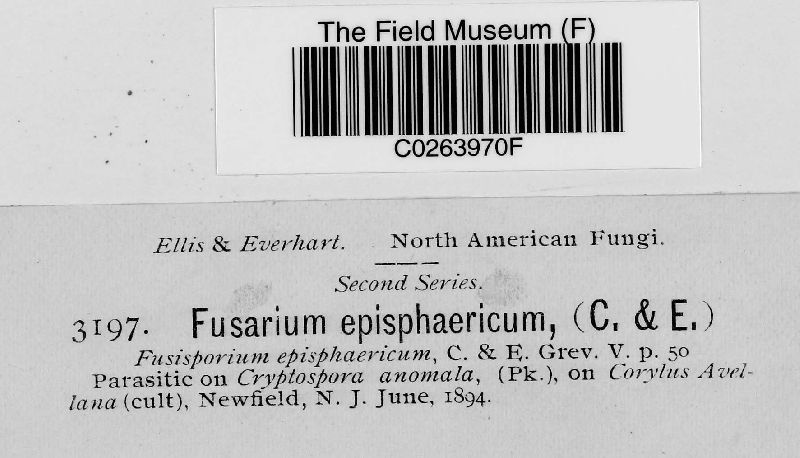 The Field Museum (F)
C0263970F
Ellis & Everhart. North American Fungi.
Second Series.
3197. Fusarium episphaericum, (C. & E.)
Fusisporium episphaericum, C. & E. Grev. V. p. 50
Parasitic on Cryptospora anomala, (Pk.), on Corylus Avel-
lana (cult), Newfield, N. J. June, 1894.